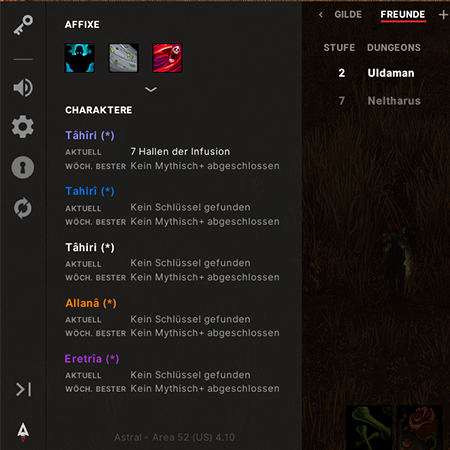 AFFIXE
CHARAKTERE
Tâhîri (*)
AKTUELL 7 Hallen der Infusion
WÖCH. BESTER Kein Mythisch+ abgeschlossen
Tahirî (*)
AKTUELL Kein Schlüssel gefunden
WÖCH. BESTER Kein Mythisch+ abgeschlossen
Tâhiri (*)
AKTUELL Kein Schlüssel gefunden
WÖCH. BESTER Kein Mythisch+ abgeschlossen
Allanâ (*)
AKTUELL Kein Schlüssel gefunden
WÖCH. BESTER Kein Mythisch+ abgeschlossen
Eretrîa (*)
AKTUELL Kein Schlüssel gefunden
WÖCH. BESTER Kein Mythisch+ abgeschlossen
Astral - Area 52 (US) 4.10
GILDE FREUNDE
STUFE DUNGEONS
2 Uldaman
7 Neltharus